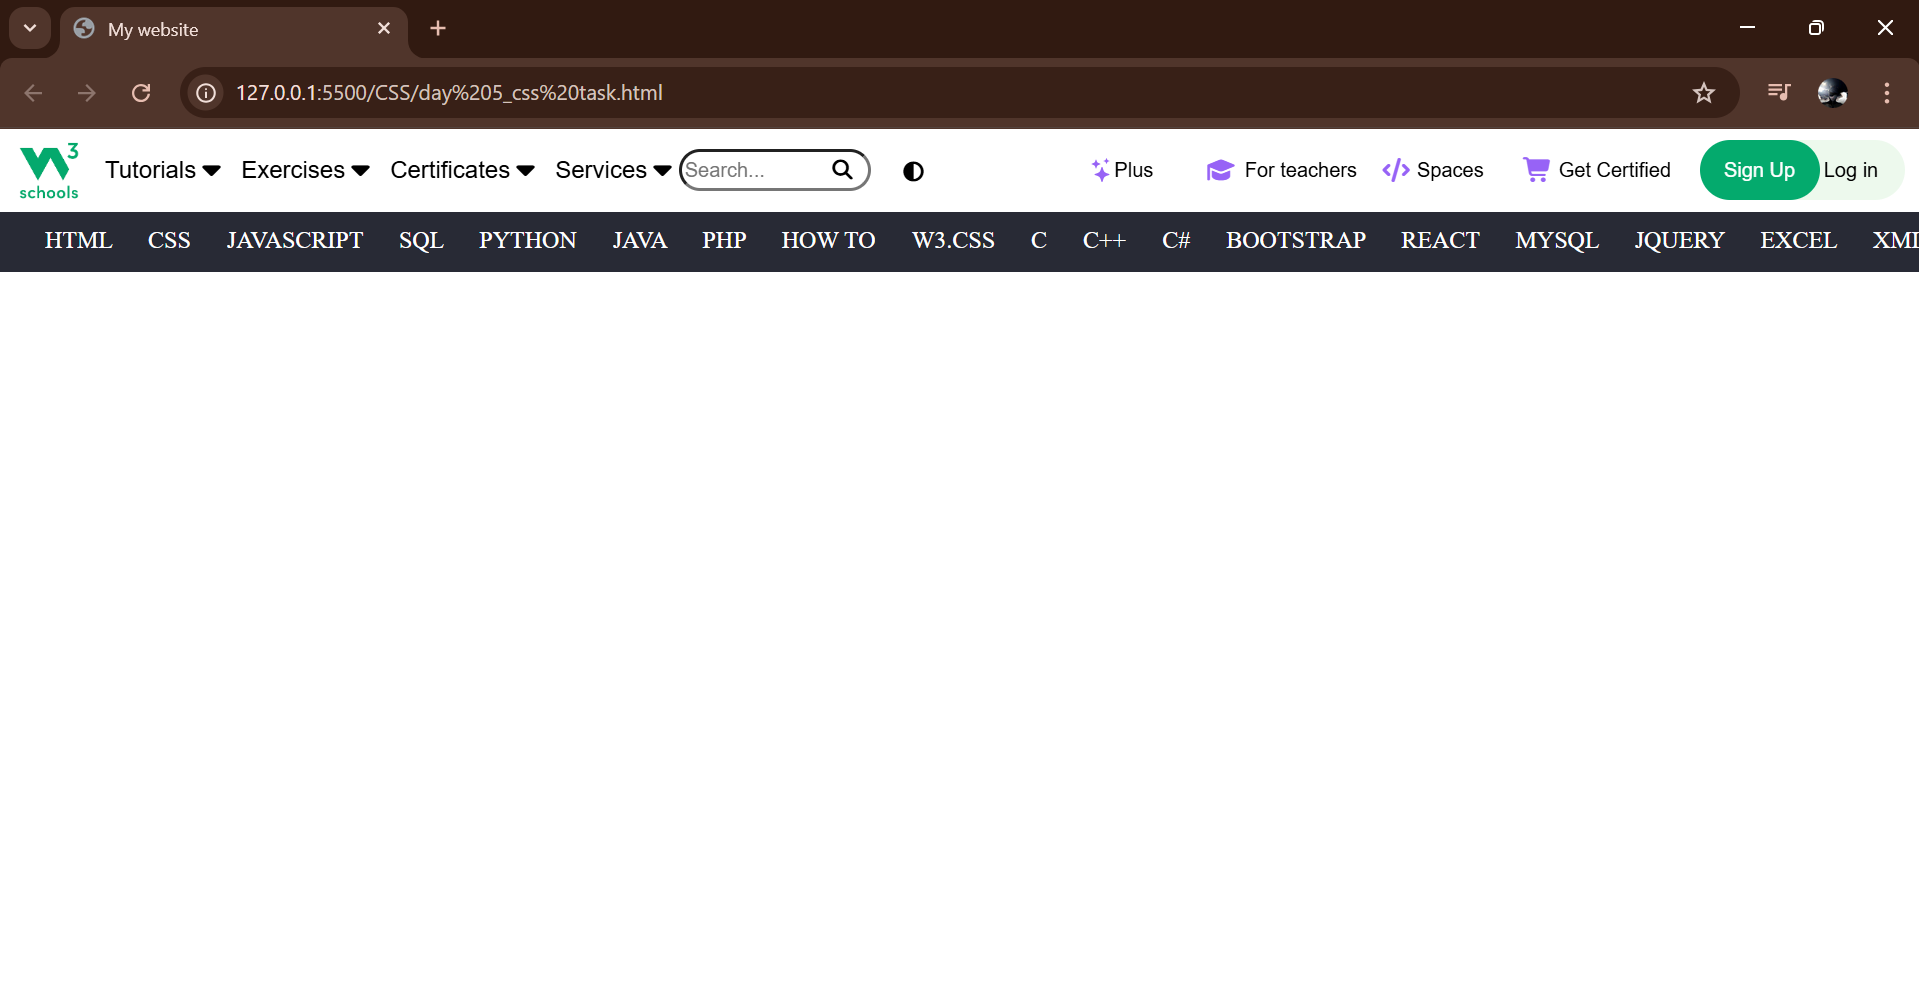 My website
127.0.0.1:5500/CSS/day%205_css%20task.html
W3 schools Tutorials Exercises Certificates Services Search... Plus For teachers Spaces Get Certified Sign Up Log in
HTML CSS JAVASCRIPT SQL PYTHON JAVA PHP HOW TO W3.CSS C C++ C# BOOTSTRAP REACT MYSQL JQUERY EXCEL